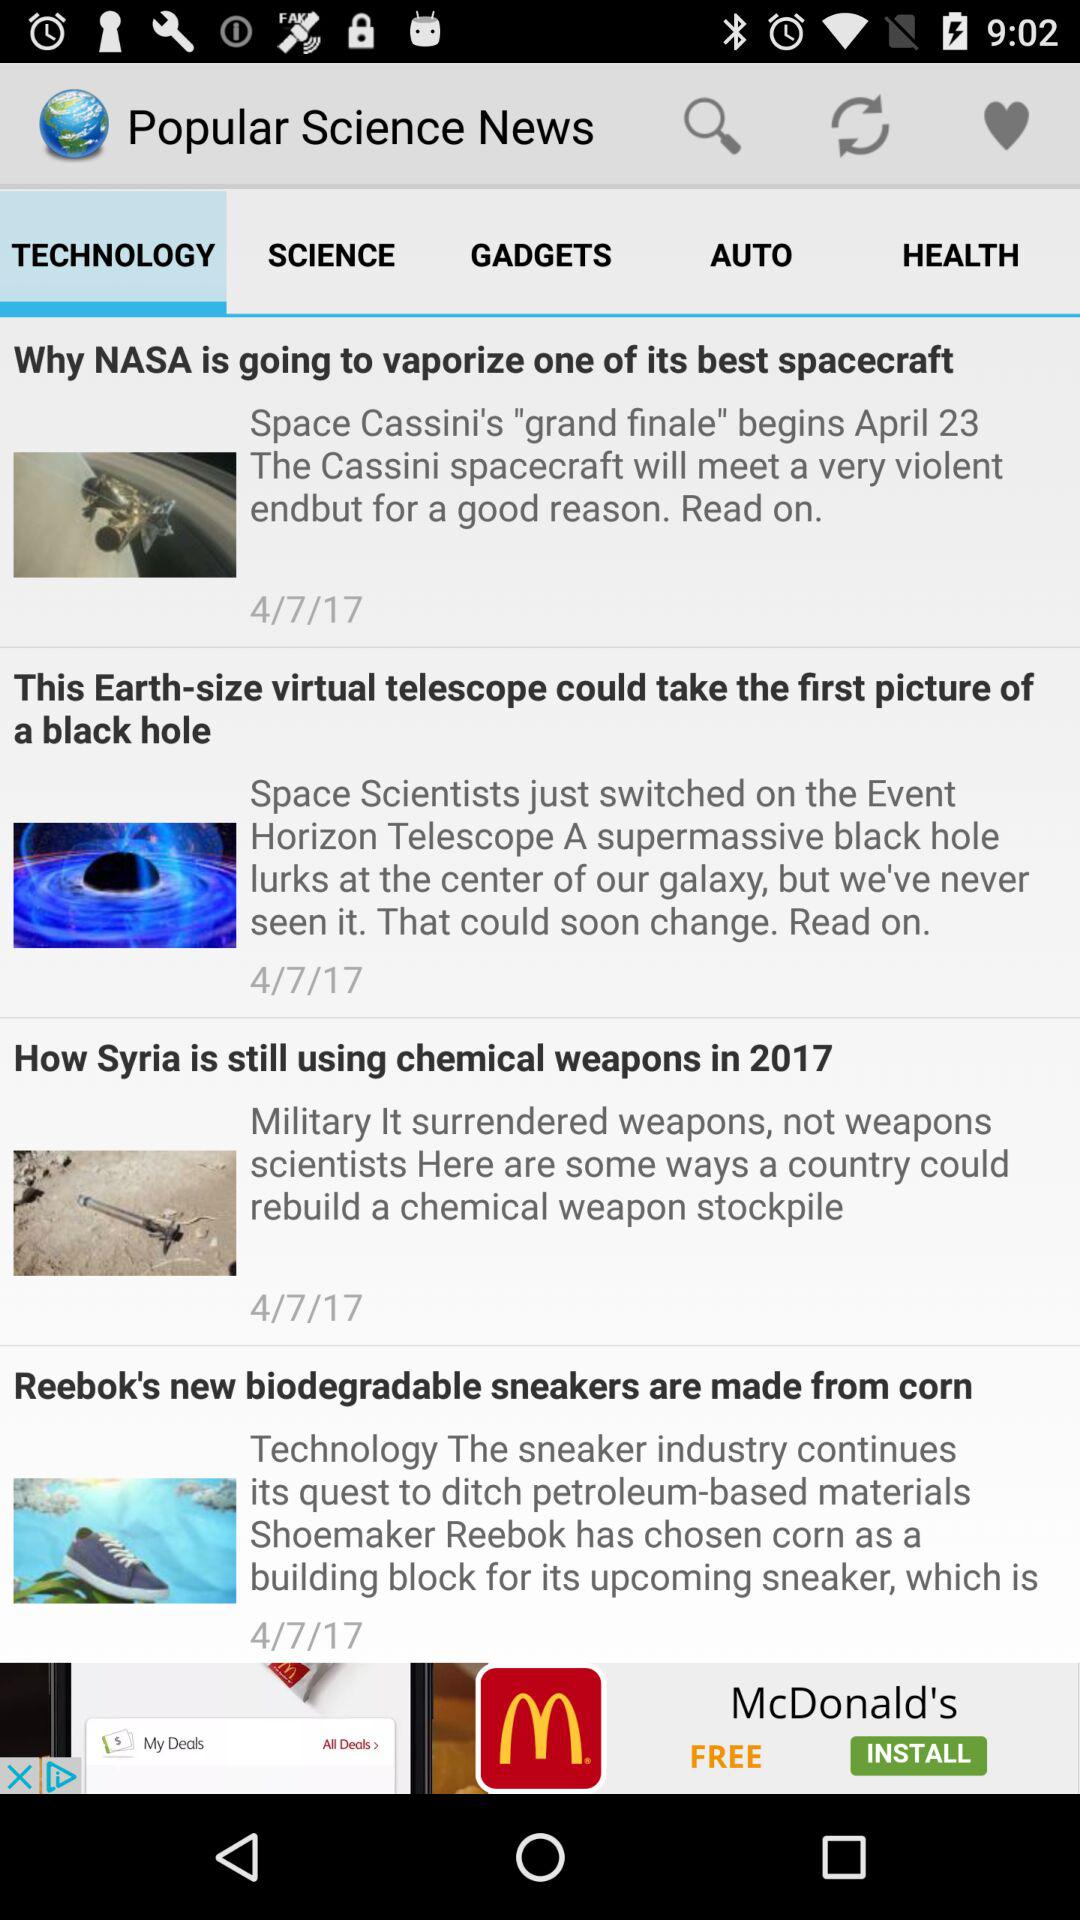 FAKE
9:02
Popular Science News
TECHNOLOGY SCIENCE GADGETS AUTO HEALTH
Why NASA is going to vaporize one of its best spacecraft
Space Cassini's "grand finale" begins April 23
The Cassini spacecraft will meet a very violent
endbut for a good reason. Read on.
4/7/17
This Earth-size virtual telescope could take the first picture of
a black hole
Space Scientists just switched on the Event
Horizon Telescope A supermassive black hole
lurks at the center of our galaxy, but we've never
seen it. That could soon change. Read on.
4/7/17
How Syria is still using chemical weapons in 2017
Military It surrendered weapons, not weapons
scientists Here are some ways a country could
rebuild a chemical weapon stockpile
4/7/17
Reebok's new biodegradable sneakers are made from corn
Technology The sneaker industry continues
its quest to ditch petroleum-based materials
Shoemaker Reebok has chosen corn as a
building block for its upcoming sneaker, which is
4/7/17
$ My Deals All Deals >
McDonald's
FREE INSTALL